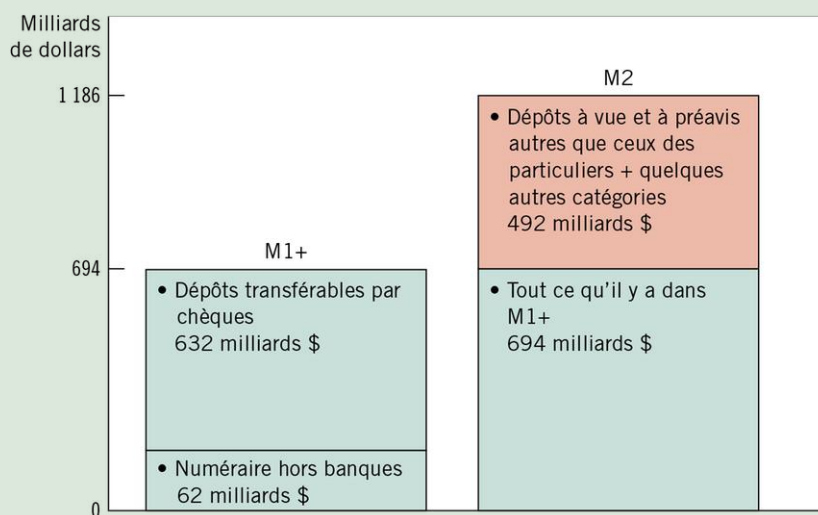 Milliards
de dollars
1 186
694
0
M1+
• Dépôts transférables par
chèques
632 milliards $
• Numéraire hors banques
62 milliards $
M2
• Dépôts à vue et à préavis
autres que ceux des
particuliers + quelques
autres catégories
492 milliards $
• Tout ce qu'il y a dans
M1+
694 milliards $